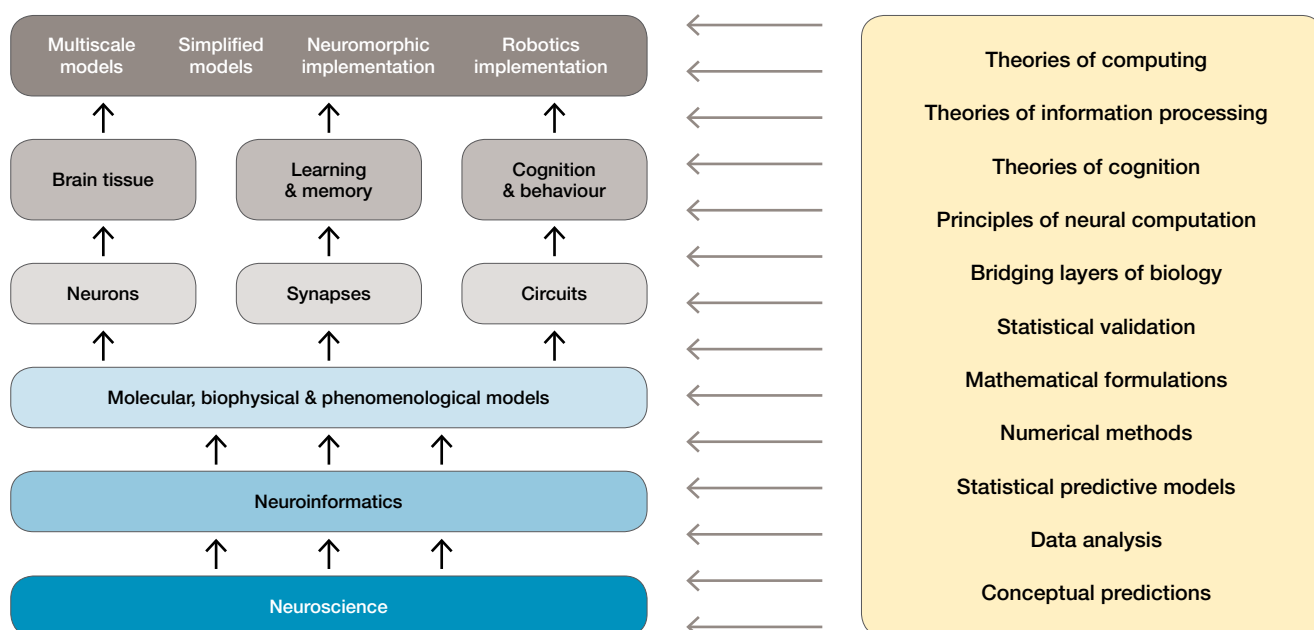 Multiscale
models
Simplified
models
Neuromorphic
implementation
Robotics
implementation
Brain tissue
Learning
& memory
Cognition
& behaviour
Neurons
Synapses
Circuits
Molecular, biophysical & phenomenological models
Neuroinformatics
Neuroscience
Theories of computing
Theories of information processing
Theories of cognition
Principles of neural computation
Bridging layers of biology
Statistical validation
Mathematical formulations
Numerical methods
Statistical predictive models
Data analysis
Conceptual predictions